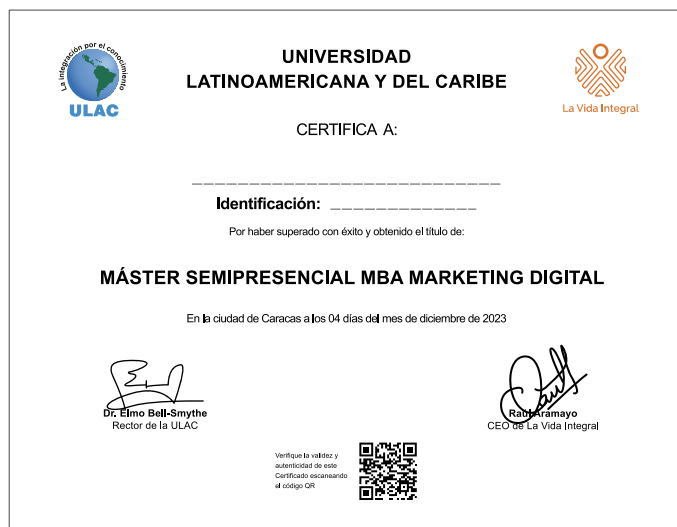 La integración por el conocimiento
ULAC
UNIVERSIDAD
LATINOAMERICANA Y DEL CARIBE
La Vida Integral
CERTIFICA A:
____________________________
Identificación: _____________
Por haber superado con éxito y obtenido el título de:
MÁSTER SEMIPRESENCIAL MBA MARKETING DIGITAL
En la ciudad de Caracas a los 04 días del mes de diciembre de 2023
Dr. Elmo Bell-Smythe
Rector de la ULAC
Raúl Aramayo
CEO de La Vida Integral
Verifique la validez y
autenticidad de este
Certificado escaneando
el código QR